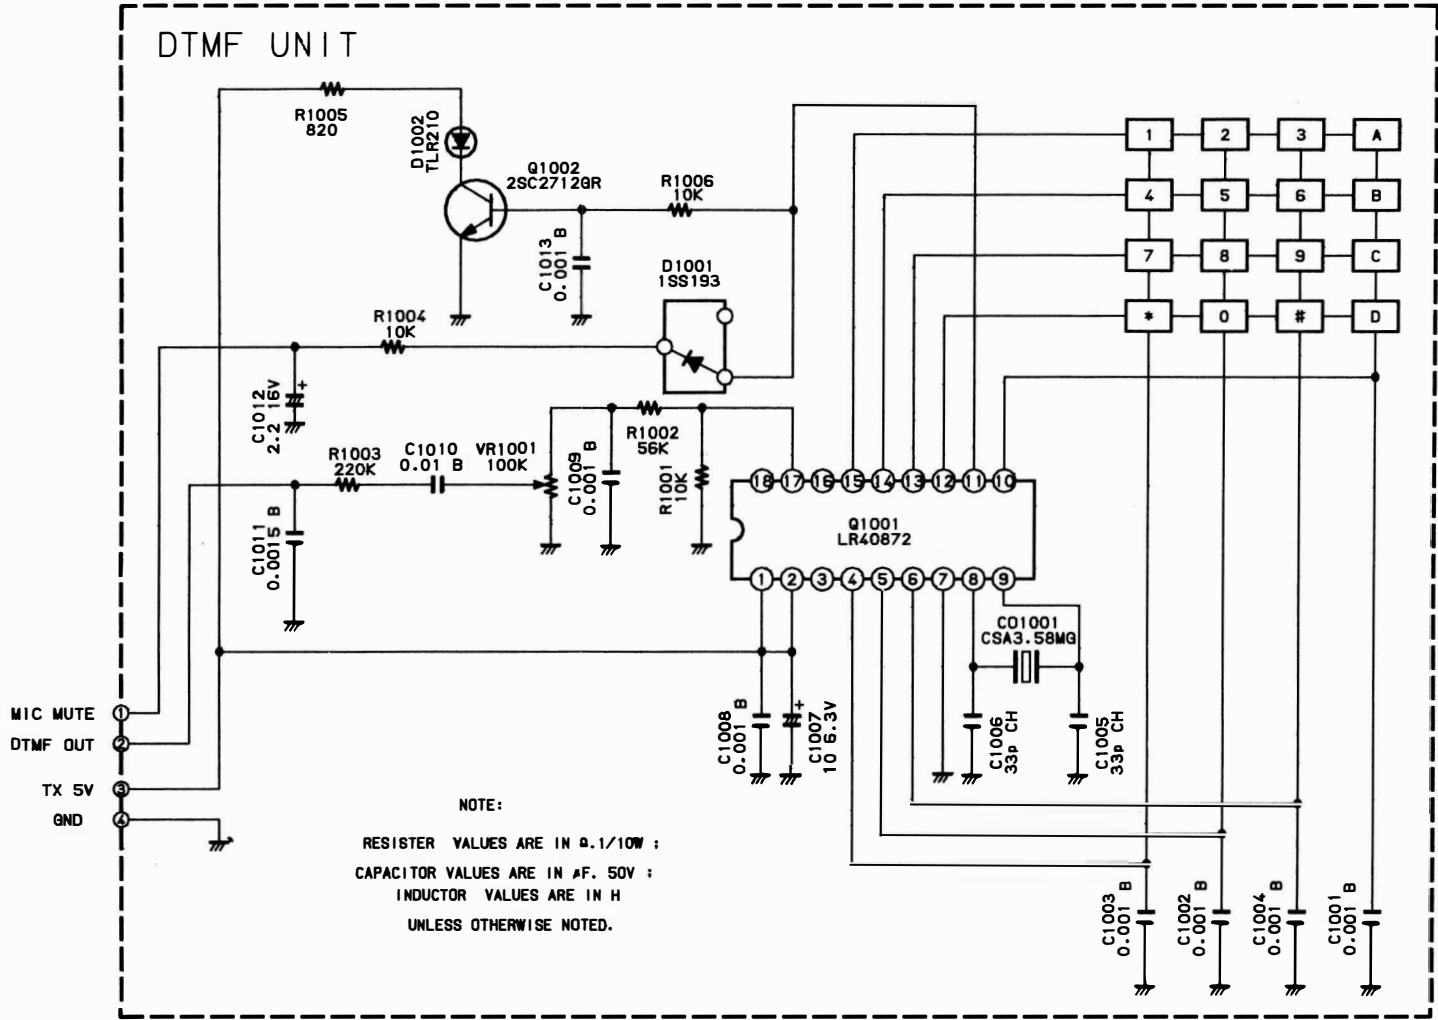 DTMF UNIT
R1005
820
D1002
TLR210
Q1002
2SC2712GR
R1006
10K
C1013
0.001 B
D1001
1SS193
R1004
10K
C1012
2.2 16V
+
R1003
220K
C1010
0.01 B
VR1001
100K
C1009
0.001 B
R1002
56K
R1001
10K
C1011
0.0015 B
1 2 3 A
4 5 6 B
7 8 9 C
* 0 # D
18 17 16 15 14 13 12 11 10
Q1001
LR40872
1 2 3 4 5 6 7 8 9
CO1001
CSA3.58MG
C1008
0.001 B
+
C1007
10 6.3V
C1006
33p CH
C1005
33p CH
MIC MUTE 1
DTMF OUT 2
TX 5V 3
GND 4
NOTE:
RESISTER VALUES ARE IN Ω.1/10W ;
CAPACITOR VALUES ARE IN μF. 50V ;
INDUCTOR VALUES ARE IN H
UNLESS OTHERWISE NOTED.
C1003
0.001 B
C1002
0.001 B
C1004
0.001 B
C1001
0.001 B